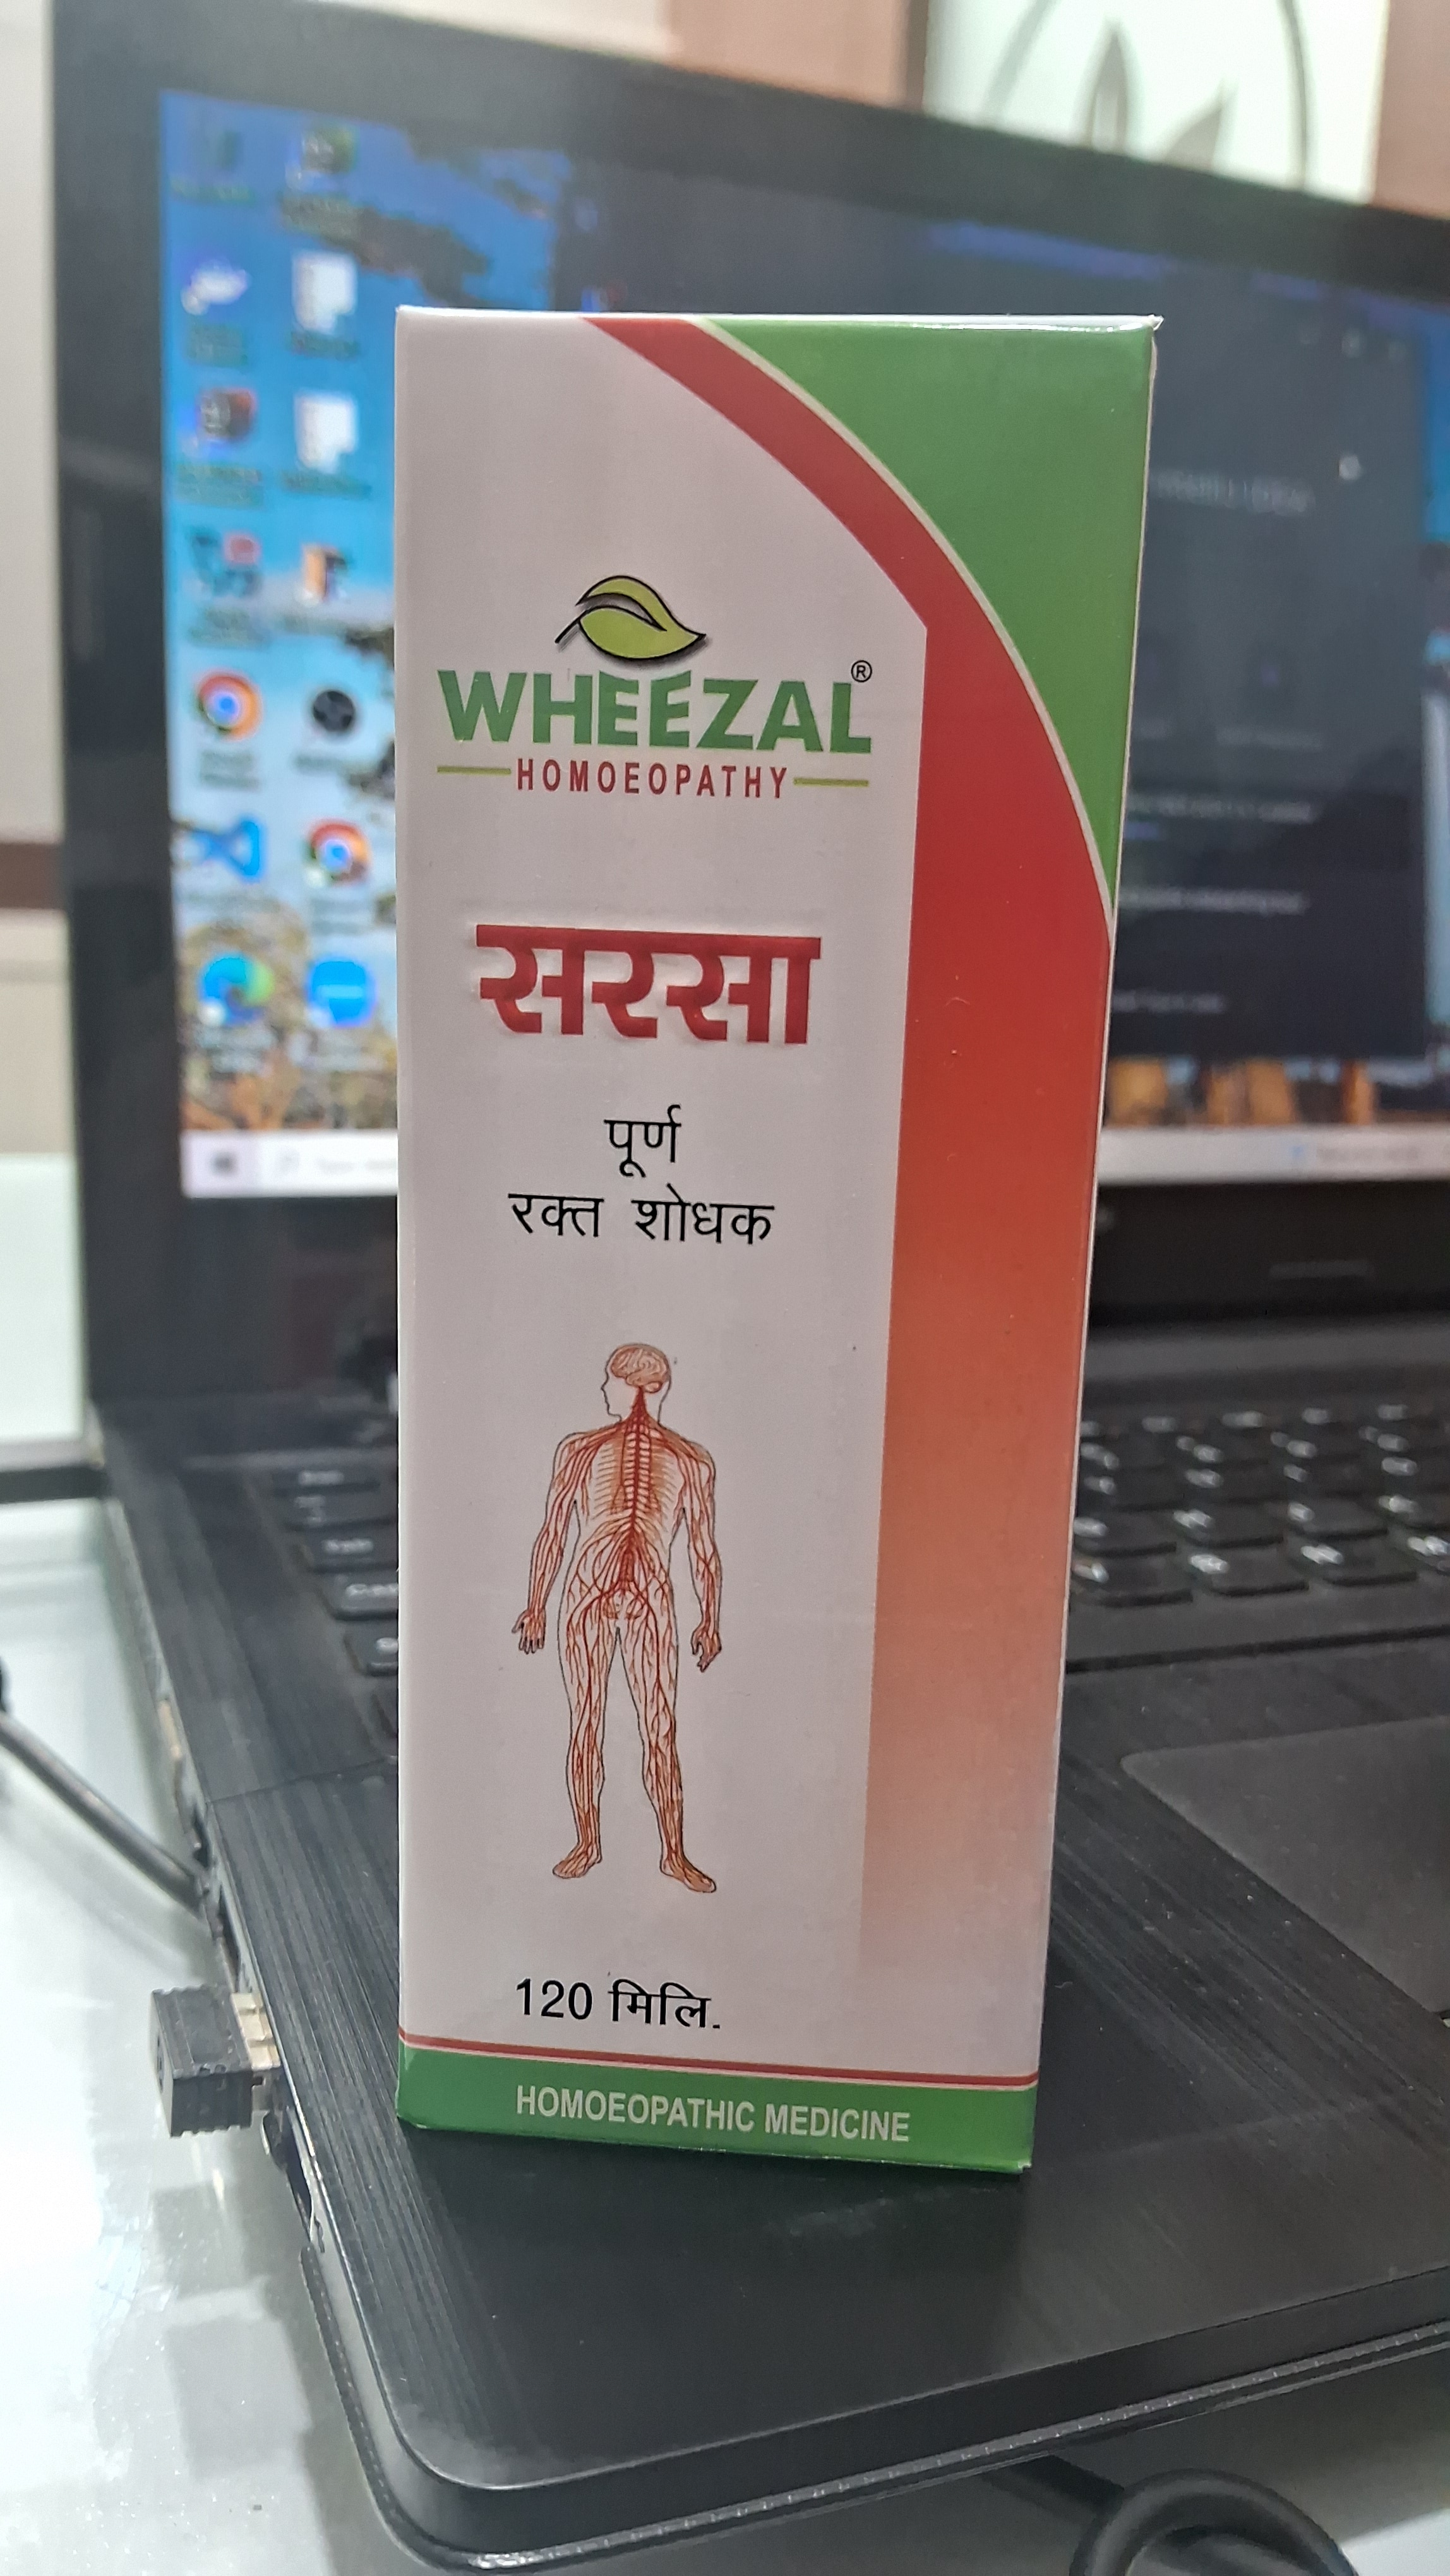 WHEEZAL®
HOMOEOPATHY
सरसा
पूर्ण
रक्त शोधक
120 मिलि.
HOMOEOPATHIC MEDICINE